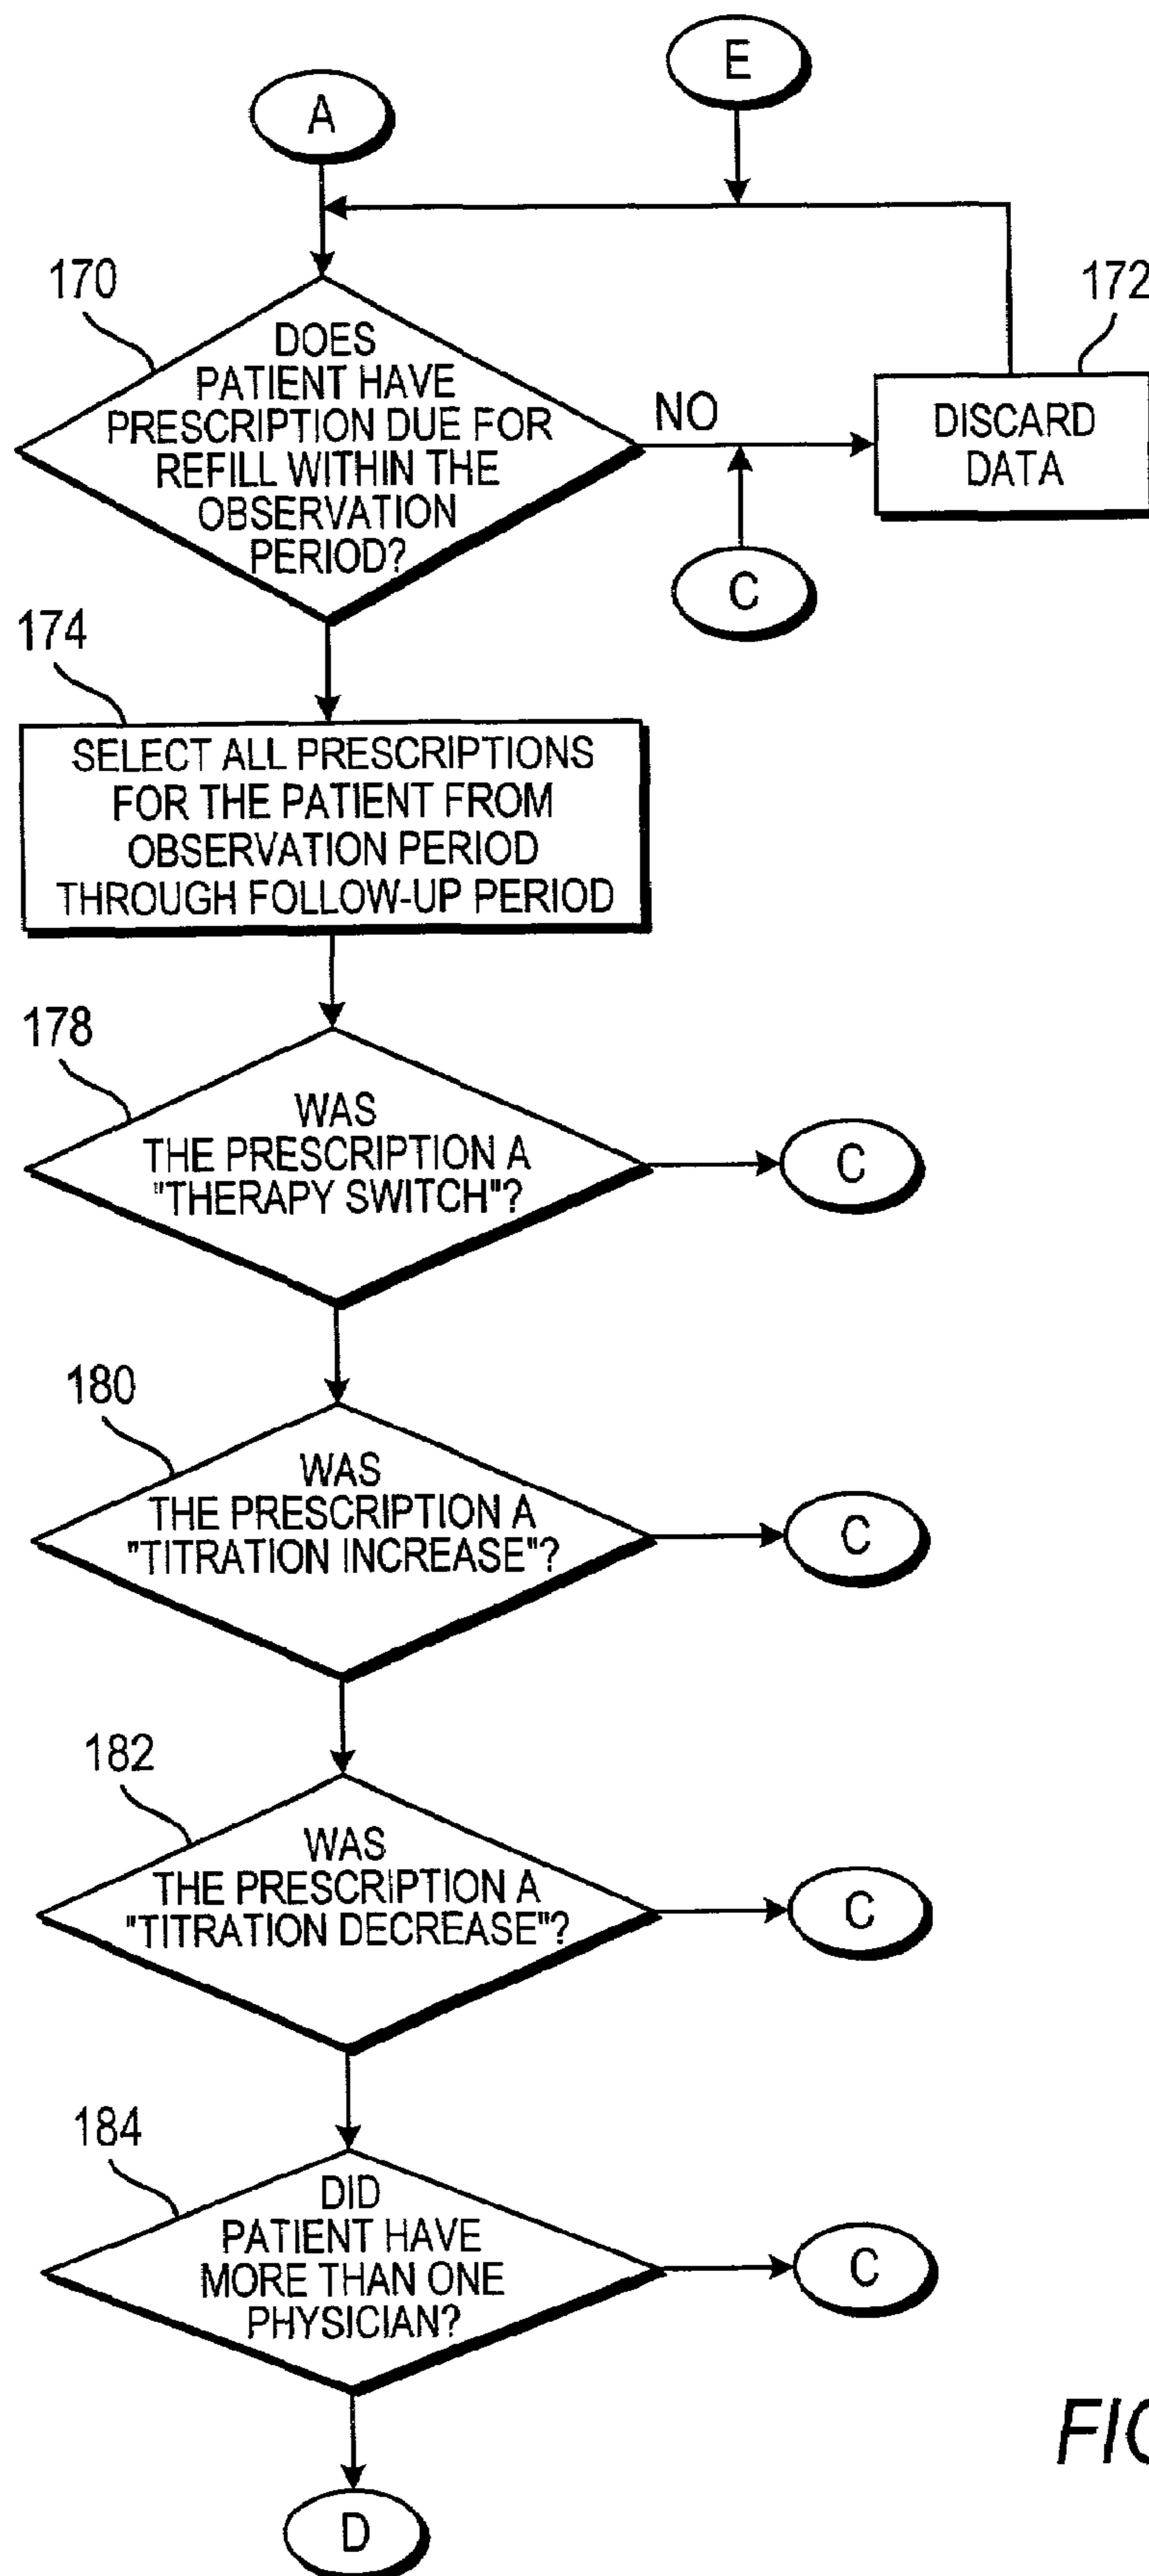 E
A
170
172
DOES
PATIENT HAVE
PRESCRIPTION DUE FOR
REFILL WITHIN THE
OBSERVATION
PERIOD?
NO
DISCARD
DATA
C
174
SELECT ALL PRESCRIPTIONS
FOR THE PATIENT FROM
OBSERVATION PERIOD
THROUGH FOLLOW-UP PERIOD
178
WAS
THE PRESCRIPTION A
"THERAPY SWITCH"?
C
180
WAS
THE PRESCRIPTION A
"TITRATION INCREASE"?
C
182
WAS
THE PRESCRIPTION A
"TITRATION DECREASE"?
C
184
DID
PATIENT HAVE
MORE THAN ONE
PHYSICIAN?
C
D